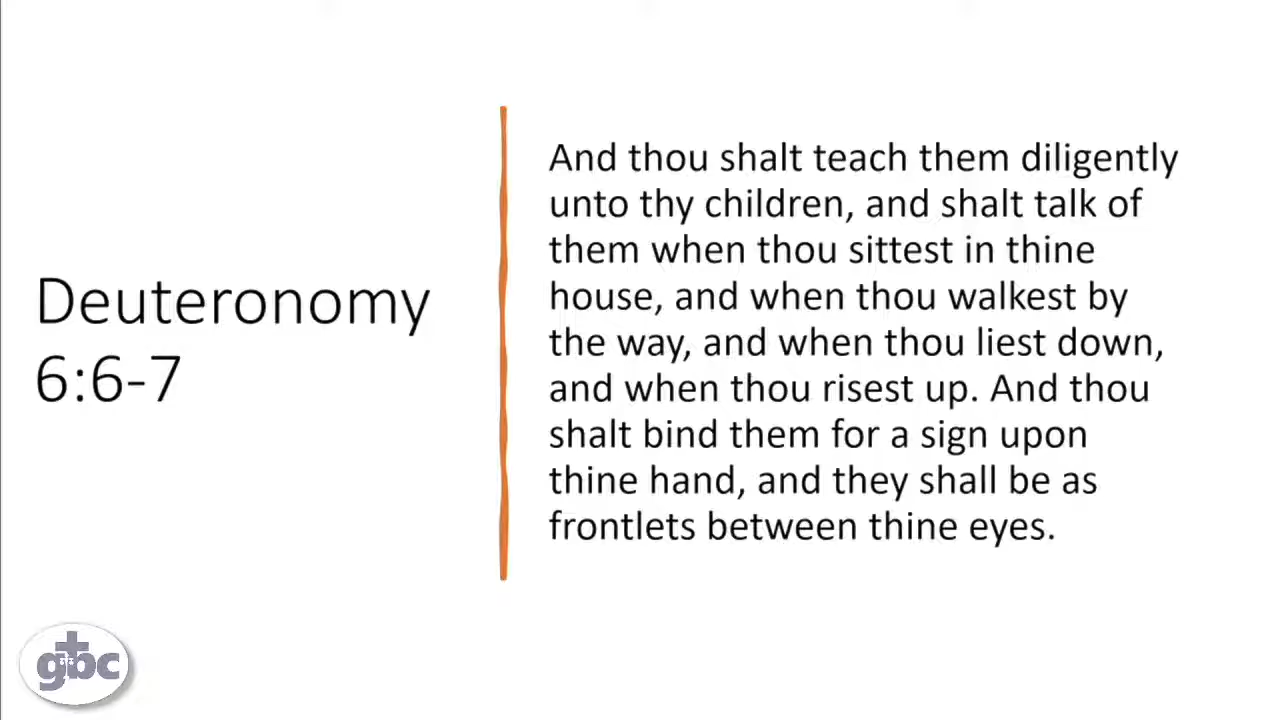 Deuteronomy
6:6-7
And thou shalt teach them diligently
unto thy children, and shalt talk of
them when thou sittest in thine
house, and when thou walkest by
the way, and when thou liest down,
and when thou risest up. And thou
shalt bind them for a sign upon
thine hand, and they shall be as
frontlets between thine eyes.
gbc